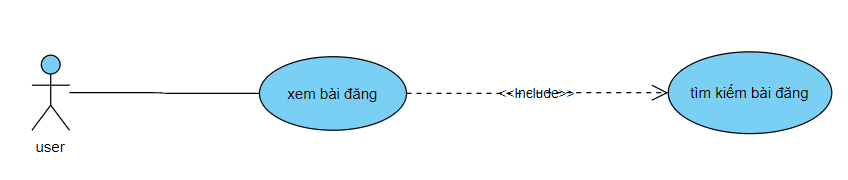 xem bài đăng
<<Include>>
tìm kiếm bài đăng
user